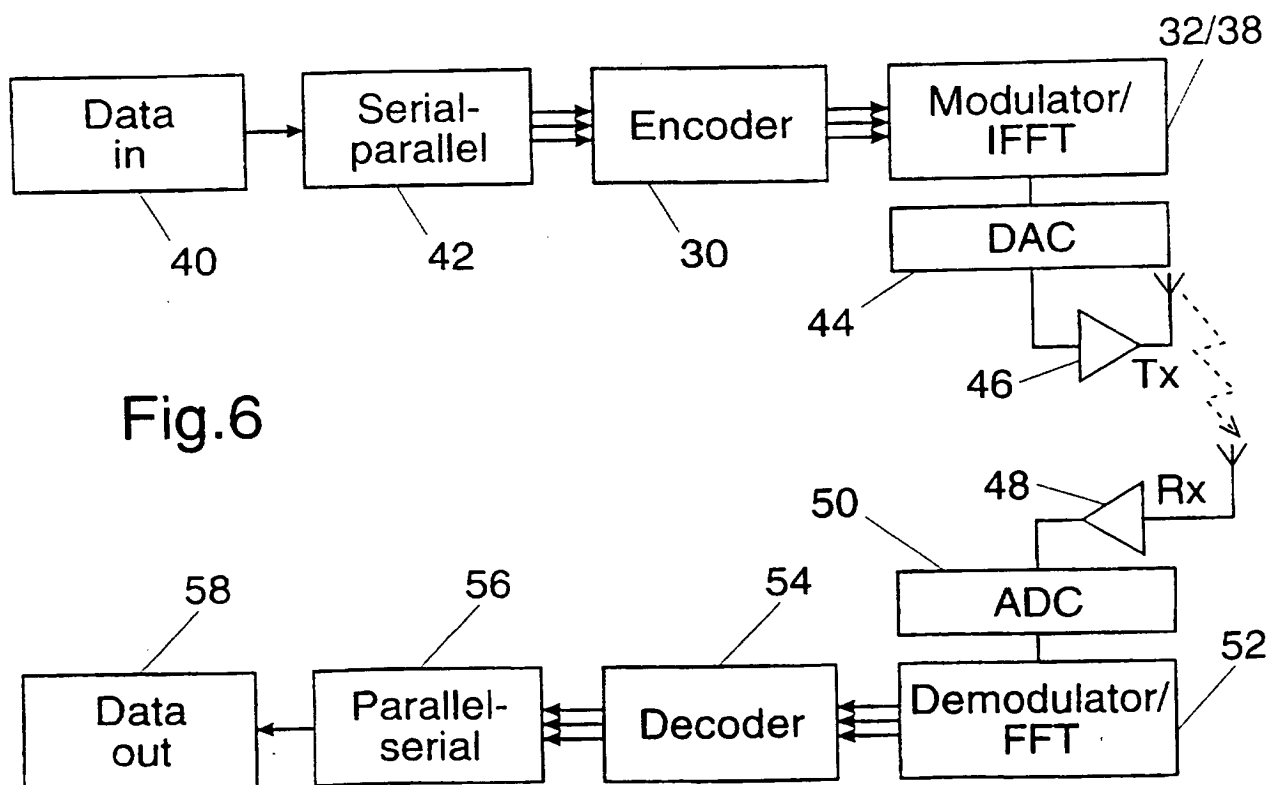 32/38
Data
in
Serial-
parallel
Encoder
Modulator/
IFFT
40
42
30
DAC
44
46
Tx
Fig.6
48
Rx
50
ADC
58
56
54
52
Data
out
Parallel-
serial
Decoder
Demodulator/
FFT